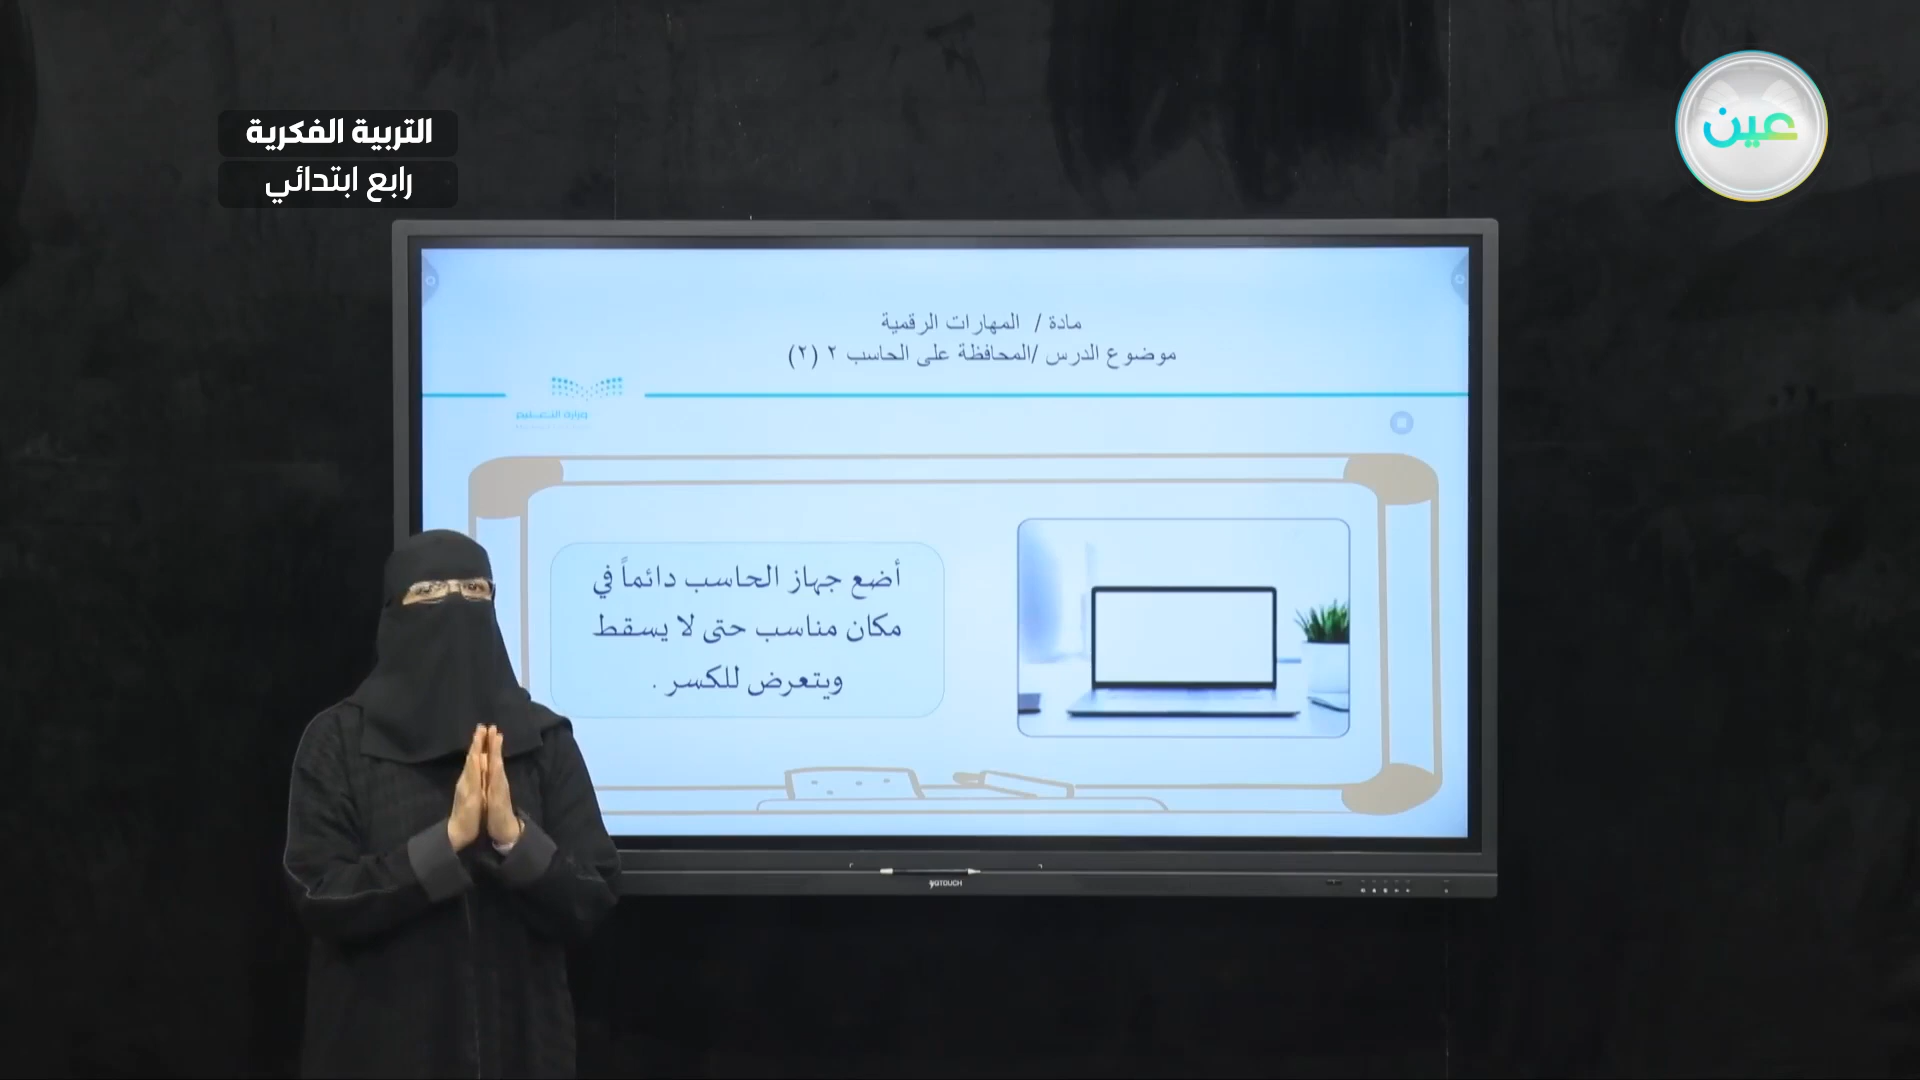 التربية الفكرية
رابع ابتدائي
عين
مادة / المهارات الرقمية
موضوع الدرس /المحافظة على الحاسب ٢ (٢)
وزارة التعليم
أضع جهاز الحاسب دائماً في
مكان مناسب حتى لا يسقط
ويتعرض للكسر .